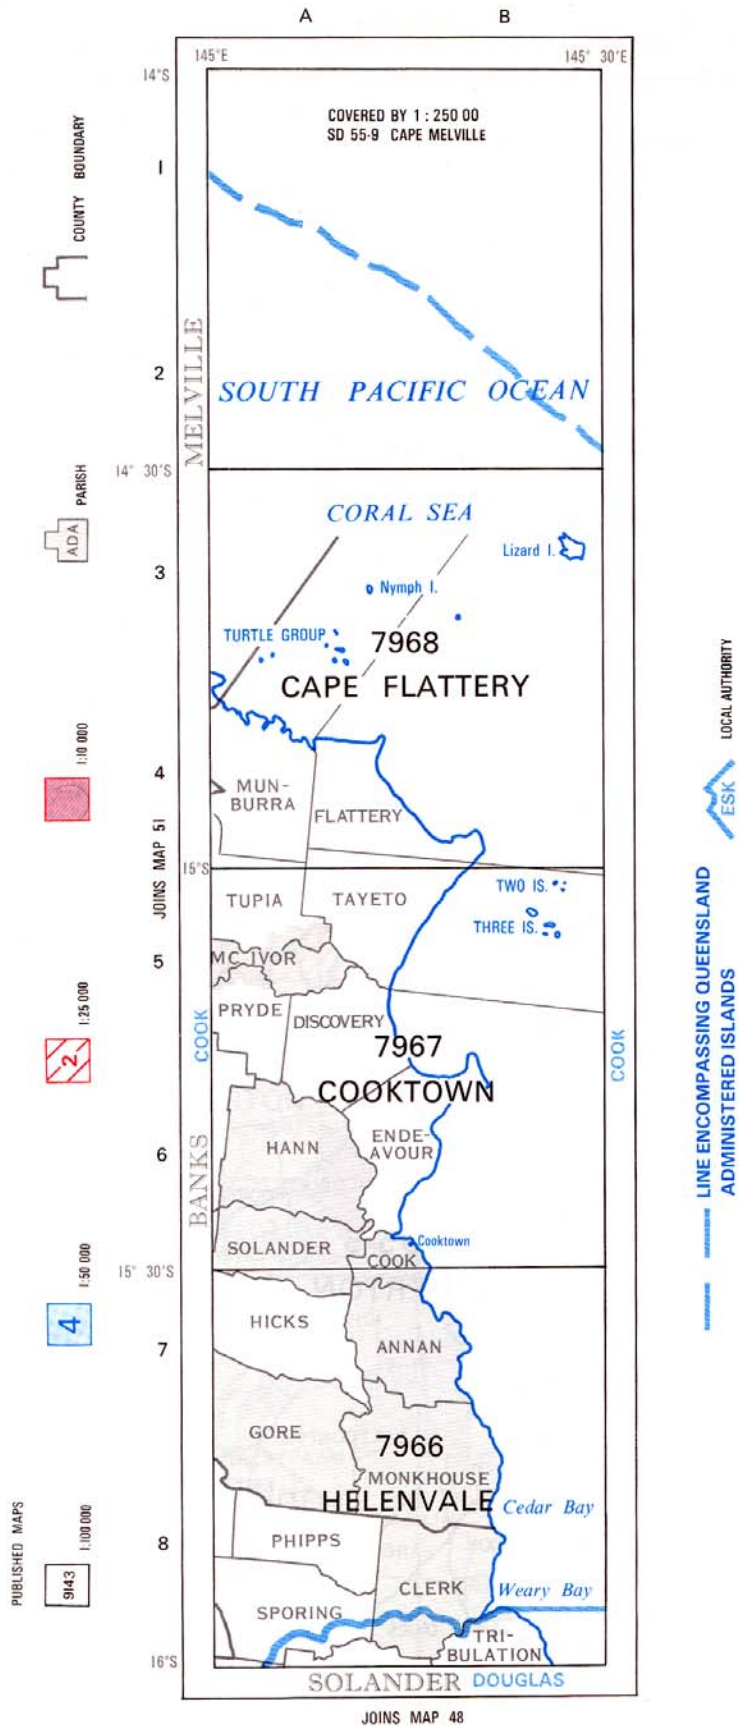 A
B
145°E
145° 30'E
14°S
COVERED BY 1 : 250 00
SD 55-9 CAPE MELVILLE
1
COUNTY BOUNDARY
MELVILLE
2
SOUTH PACIFIC OCEAN
14° 30'S
CORAL SEA
PARISH
ADA
Lizard I.
3
Nymph I.
TURTLE GROUP
7968
CAPE FLATTERY
LOCAL AUTHORITY
ESK
1:10 000
4
MUN-
BURRA
FLATTERY
JOINS MAP 51
15°S
TWO IS.
TUPIA
TAYETO
THREE IS.
5
MC IVOR
PRYDE
DISCOVERY
1:25 000
2
COOK
7967
COOK
COOKTOWN
LINE ENCOMPASSING QUEENSLAND
ADMINISTERED ISLANDS
6
BANKS
HANN
ENDE-
AVOUR
SOLANDER
Cooktown
COOK
15° 30'S
1:50 000
4
HICKS
7
ANNAN
GORE
7966
MONKHOUSE
HELENVALE
Cedar Bay
PUBLISHED MAPS
1:100 000
9143
8
PHIPPS
CLERK
Weary Bay
SPORING
TRI-
BULATION
16°S
SOLANDER
DOUGLAS
JOINS MAP 48